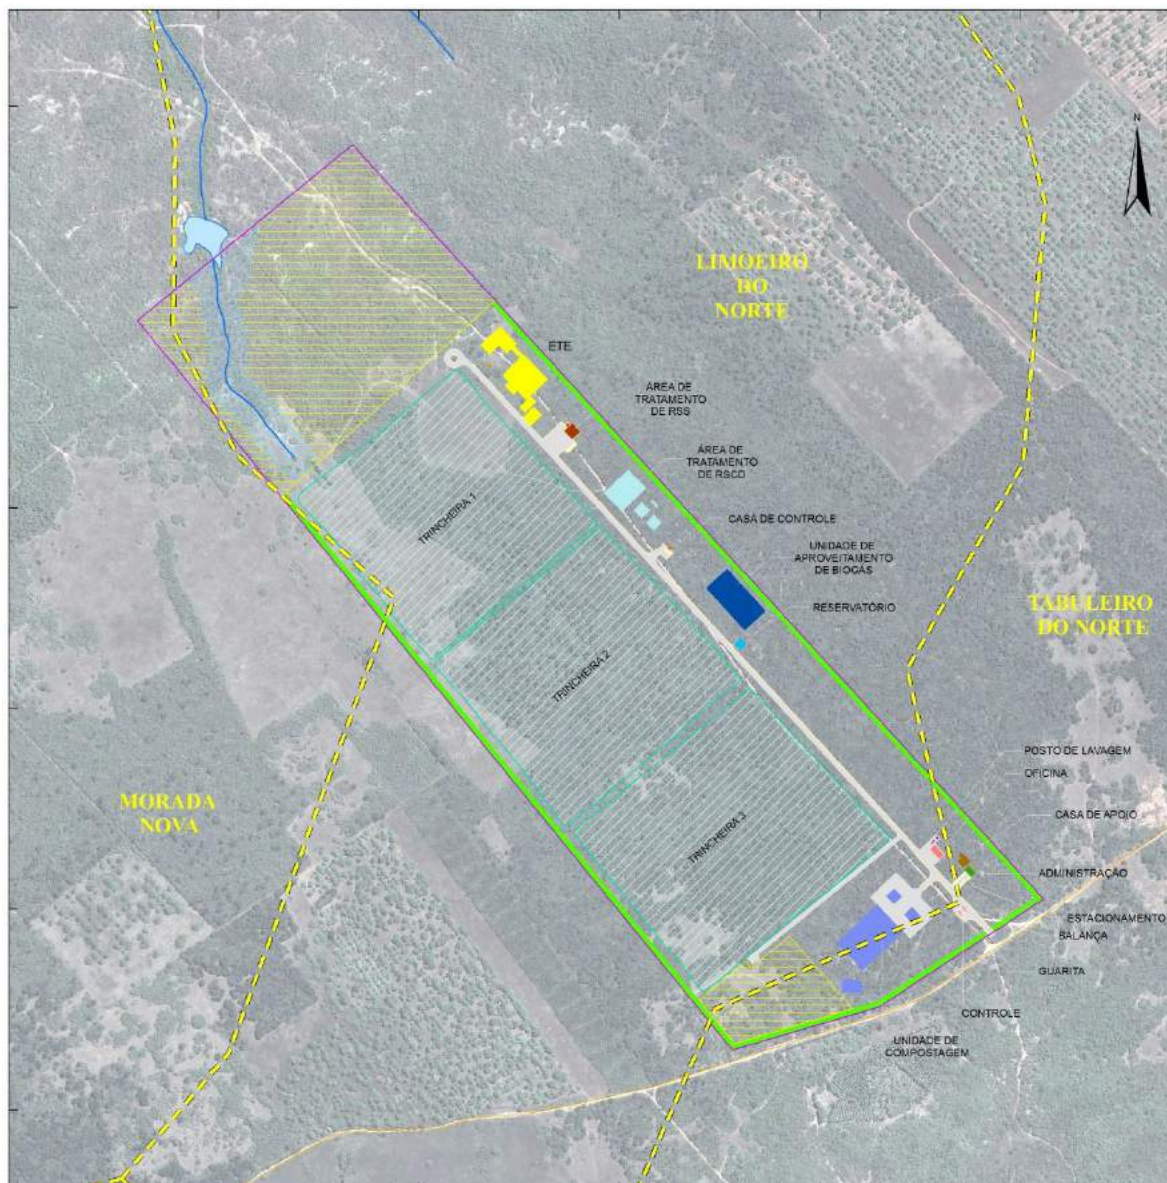 N
LIMOEIRO
DO
NORTE
ETE
ÁREA DE
TRATAMENTO
DE RSS
ÁREA DE
TRATAMENTO
DE RSCD
TRINCHEIRA 1
CASA DE CONTROLE
UNIDADE DE
APROVEITAMENTO
DE BIOGÁS
RESERVATÓRIO
TABULEIRO
DO NORTE
TRINCHEIRA 2
POSTO DE LAVAGEM
OFICINA
MORADA
NOVA
CASA DE APOIO
TRINCHEIRA 3
ADMINISTRAÇÃO
ESTACIONAMENTO
BALANÇA
GUARITA
CONTROLE
UNIDADE DE
COMPOSTAGEM